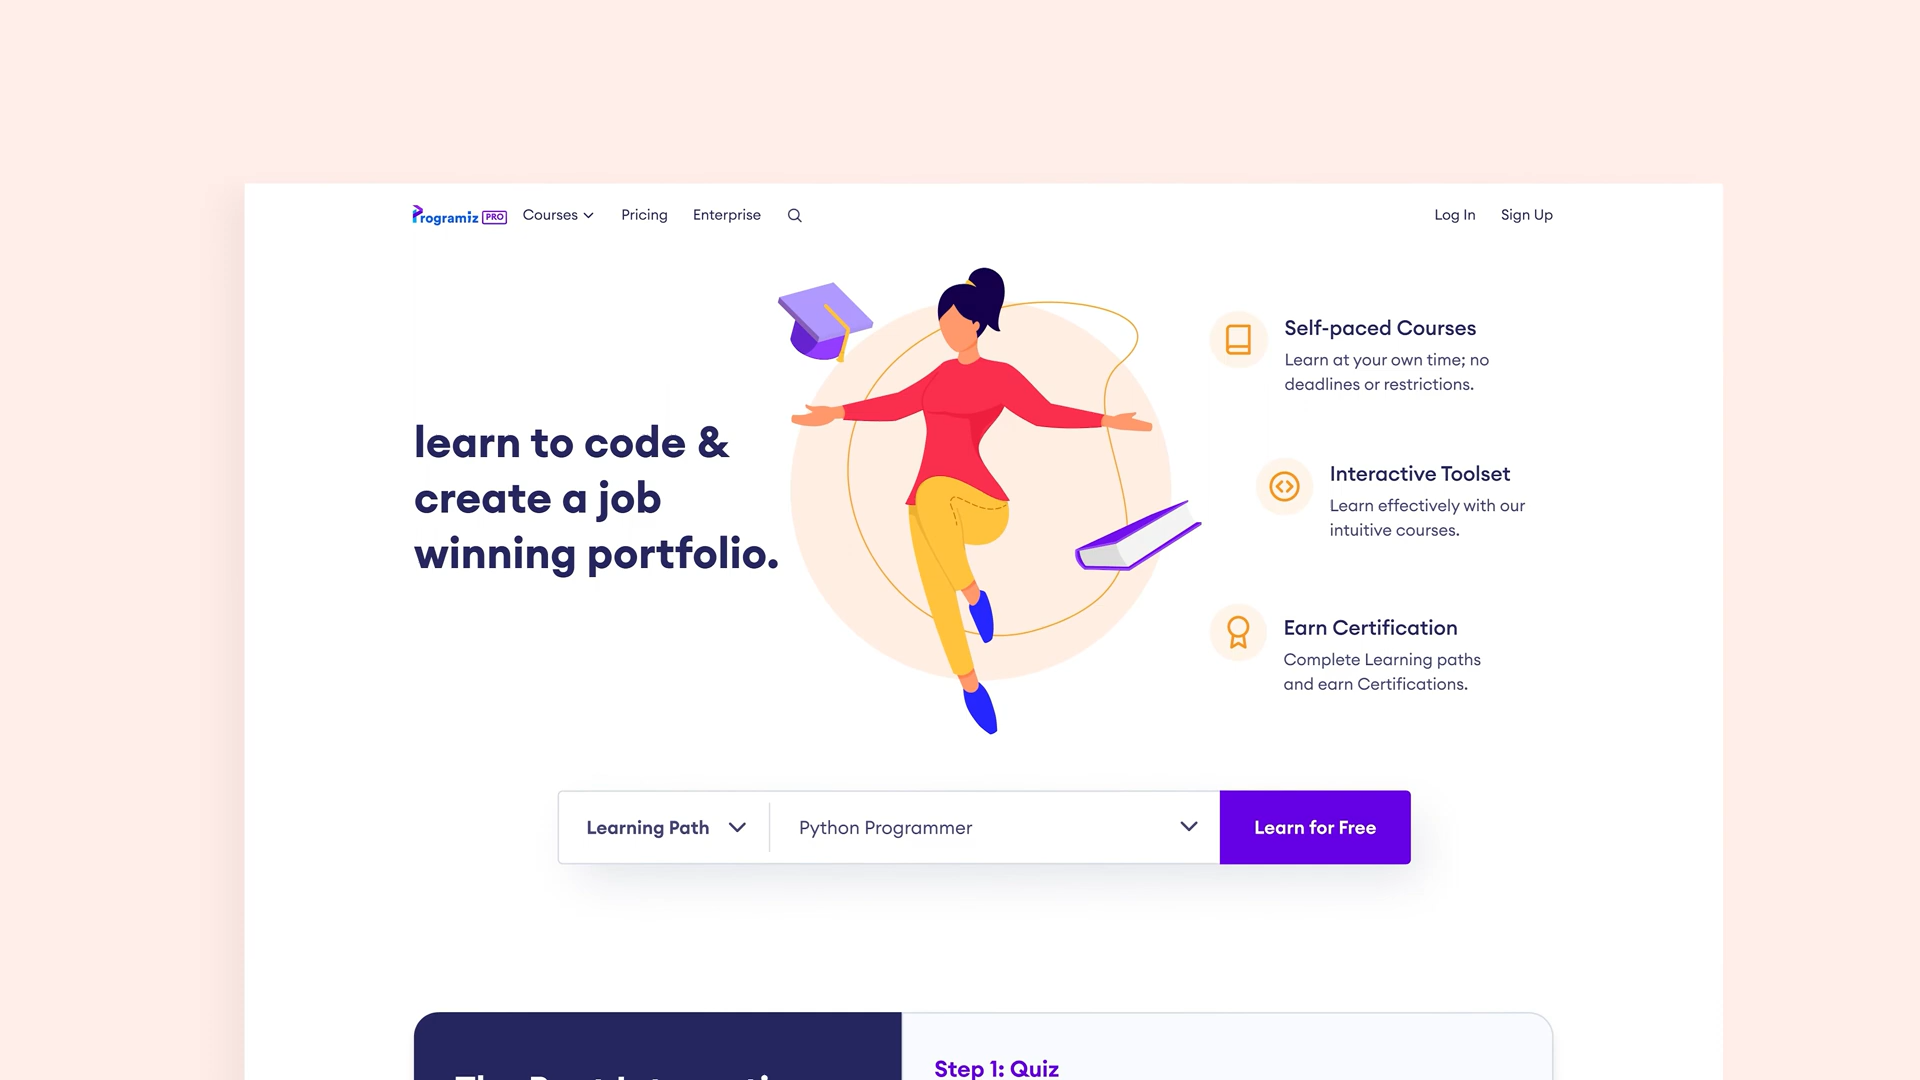 Programiz PRO Courses Pricing Enterprise Log In Sign Up
learn to code &
create a job
winning portfolio.
Self-paced Courses
Learn at your own time; no
deadlines or restrictions.
Interactive Toolset
Learn effectively with our
intuitive courses.
Earn Certification
Complete Learning paths
and earn Certifications.
Learning Path Python Programmer Learn for Free
Step 1: Quiz